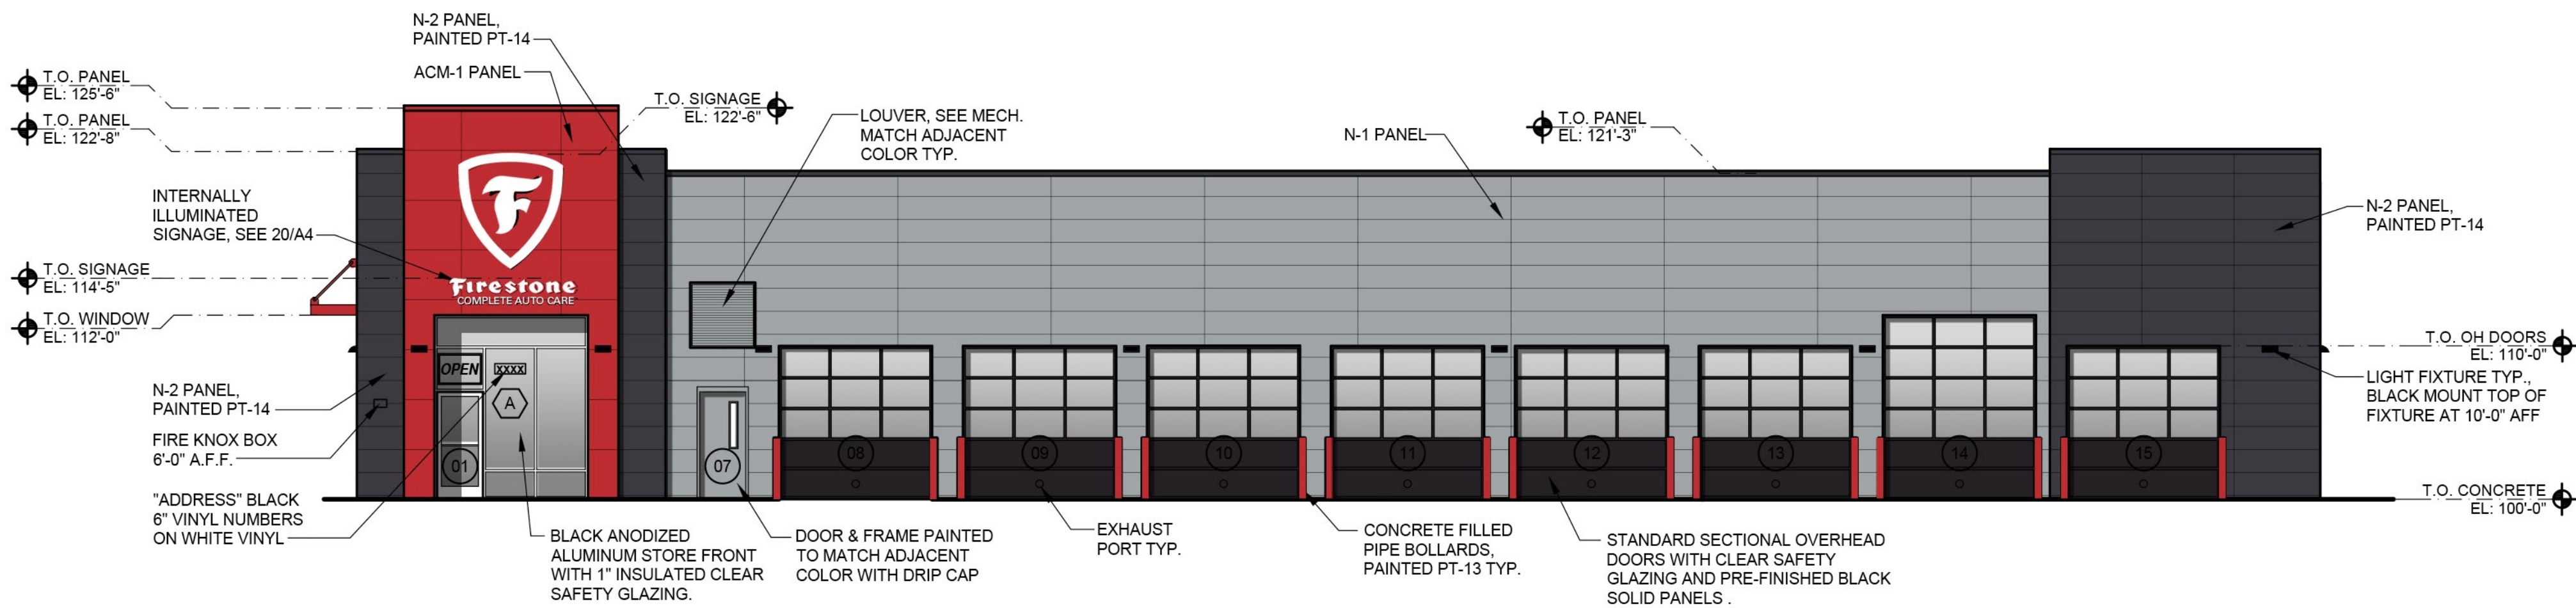 N-2 PANEL,
PAINTED PT-14
ACM-1 PANEL
T.O. PANEL
EL: 125'-6"
T.O. PANEL
EL: 122'-8"
T.O. SIGNAGE
EL: 122'-6"
LOUVER, SEE MECH.
MATCH ADJACENT
COLOR TYP.
N-1 PANEL
T.O. PANEL
EL: 121'-3"
INTERNALLY
ILLUMINATED
SIGNAGE, SEE 20/A4
F
N-2 PANEL,
PAINTED PT-14
T.O. SIGNAGE
EL: 114'-5"
Firestone
COMPLETE AUTO CARE
T.O. WINDOW
EL: 112'-0"
T.O. OH DOORS
EL: 110'-0"
OPEN
XXXX
A
LIGHT FIXTURE TYP.,
BLACK MOUNT TOP OF
FIXTURE AT 10'-0" AFF
N-2 PANEL,
PAINTED PT-14
FIRE KNOX BOX
6'-0" A.F.F.
01
07
08
09
10
11
12
13
14
15
"ADDRESS" BLACK
6" VINYL NUMBERS
ON WHITE VINYL
T.O. CONCRETE
EL: 100'-0"
BLACK ANODIZED
ALUMINUM STORE FRONT
WITH 1" INSULATED CLEAR
SAFETY GLAZING.
DOOR & FRAME PAINTED
TO MATCH ADJACENT
COLOR WITH DRIP CAP
EXHAUST
PORT TYP.
CONCRETE FILLED
PIPE BOLLARDS,
PAINTED PT-13 TYP.
STANDARD SECTIONAL OVERHEAD
DOORS WITH CLEAR SAFETY
GLAZING AND PRE-FINISHED BLACK
SOLID PANELS .